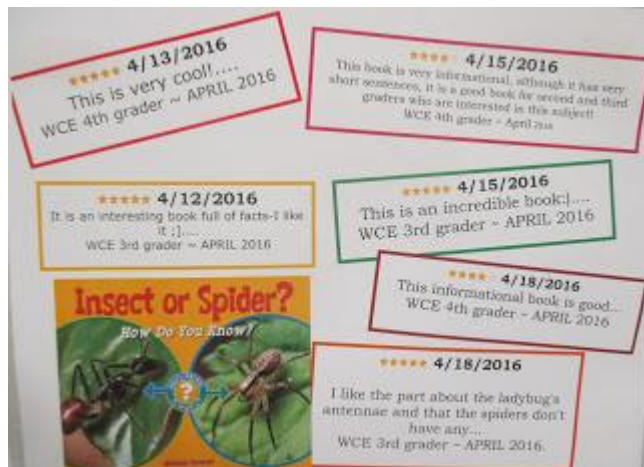 ★★★★★ 4/13/2016
This is very cool!....
WCE 4th grader ~ APRIL 2016
★★★★ 4/15/2016
This book is very informational, although it has very
short sentences, it is a good book for second and third
graders who are interested in this subject!
WCE 4th grader ~ April 2016
★★★★★ 4/12/2016
It is an interesting book full of facts-I like
it ;]....
WCE 3rd grader ~ APRIL 2016
★★★★★ 4/15/2016
This is an incredible book:]....
WCE 3rd grader ~ APRIL 2016
★★★★ 4/18/2016
This informational book is good...
WCE 4th grader ~ APRIL 2016
Insect or Spider?
How Do You Know?
?
★★★★★ 4/18/2016
I like the part about the ladybug's
antennae and that the spiders don't
have any...
WCE 3rd grader ~ APRIL 2016.